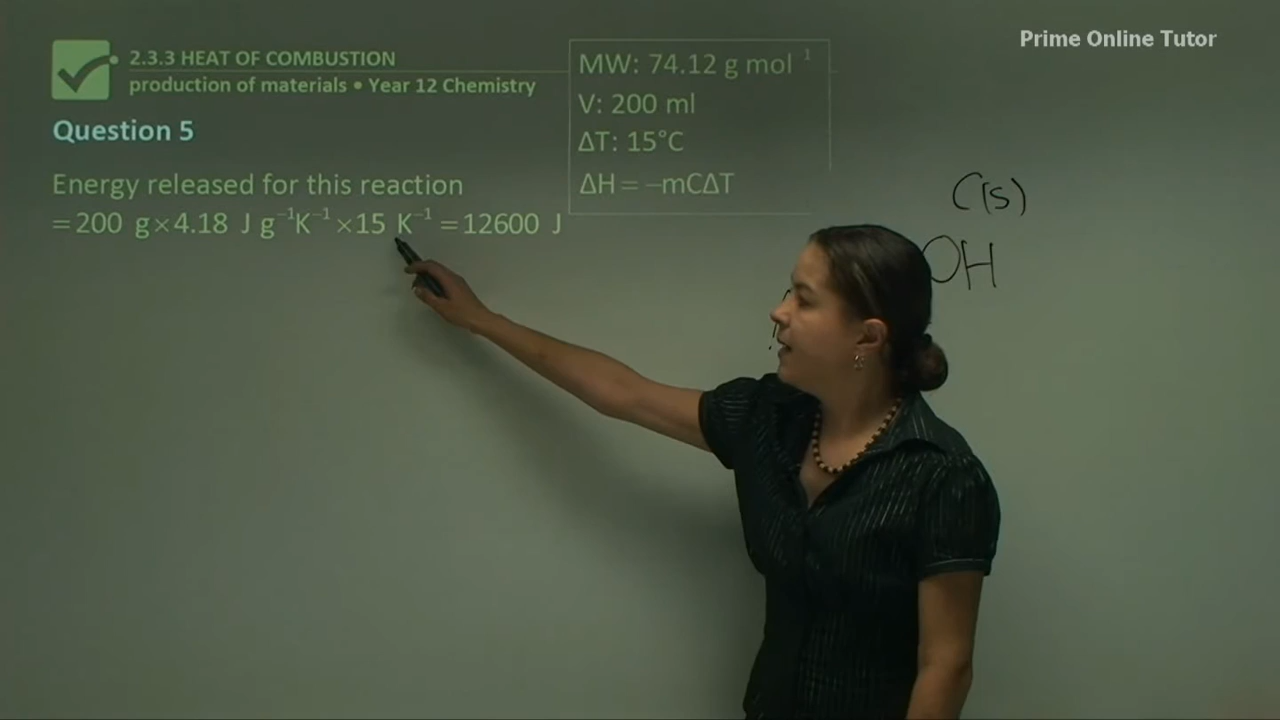 Prime Online Tutor
2.3.3 HEAT OF COMBUSTION
production of materials • Year 12 Chemistry
Question 5
MW: 74.12 g mol ¹
V: 200 ml
ΔT: 15°C
ΔH = –mCΔT
Energy released for this reaction
=200 g×4.18 J g⁻¹K⁻¹ ×15 K⁻¹ =12600 J
C(s)
OH